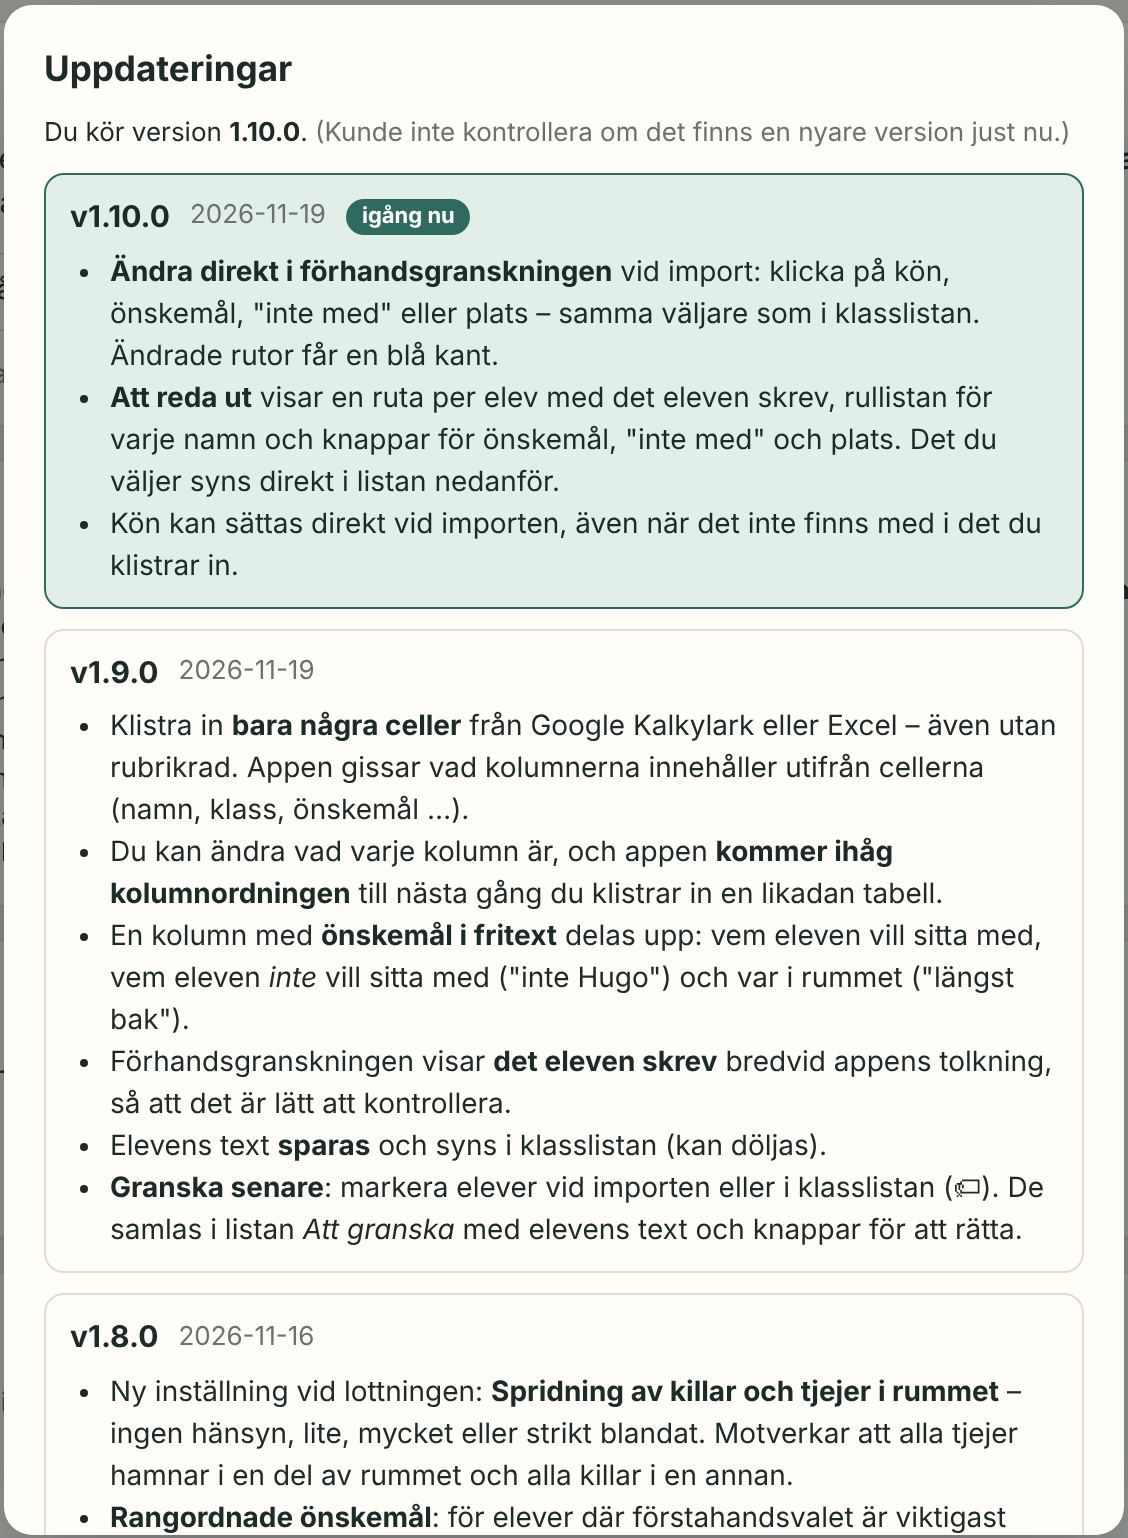 Uppdateringar
Du kör version 1.10.0. (Kunde inte kontrollera om det finns en nyare version just nu.)
v1.10.0 2026-11-19 igång nu
• Ändra direkt i förhandsgranskningen vid import: klicka på kön,
önskemål, "inte med" eller plats – samma väljare som i klasslistan.
Ändrade rutor får en blå kant.
• Att reda ut visar en ruta per elev med det eleven skrev, rullistan för
varje namn och knappar för önskemål, "inte med" och plats. Det du
väljer syns direkt i listan nedanför.
• Kön kan sättas direkt vid importen, även när det inte finns med i det du
klistrar in.
v1.9.0 2026-11-19
• Klistra in bara några celler från Google Kalkylark eller Excel – även utan
rubrikrad. Appen gissar vad kolumnerna innehåller utifrån cellerna
(namn, klass, önskemål ...).
• Du kan ändra vad varje kolumn är, och appen kommer ihåg
kolumnordningen till nästa gång du klistrar in en likadan tabell.
• En kolumn med önskemål i fritext delas upp: vem eleven vill sitta med,
vem eleven inte vill sitta med ("inte Hugo") och var i rummet ("längst
bak").
• Förhandsgranskningen visar det eleven skrev bredvid appens tolkning,
så att det är lätt att kontrollera.
• Elevens text sparas och syns i klasslistan (kan döljas).
• Granska senare: markera elever vid importen eller i klasslistan (🏷). De
samlas i listan Att granska med elevens text och knappar för att rätta.
v1.8.0 2026-11-16
• Ny inställning vid lottningen: Spridning av killar och tjejer i rummet –
ingen hänsyn, lite, mycket eller strikt blandat. Motverkar att alla tjejer
hamnar i en del av rummet och alla killar i en annan.
• Rangordnade önskemål: för elever där förstahandsvalet är viktigast